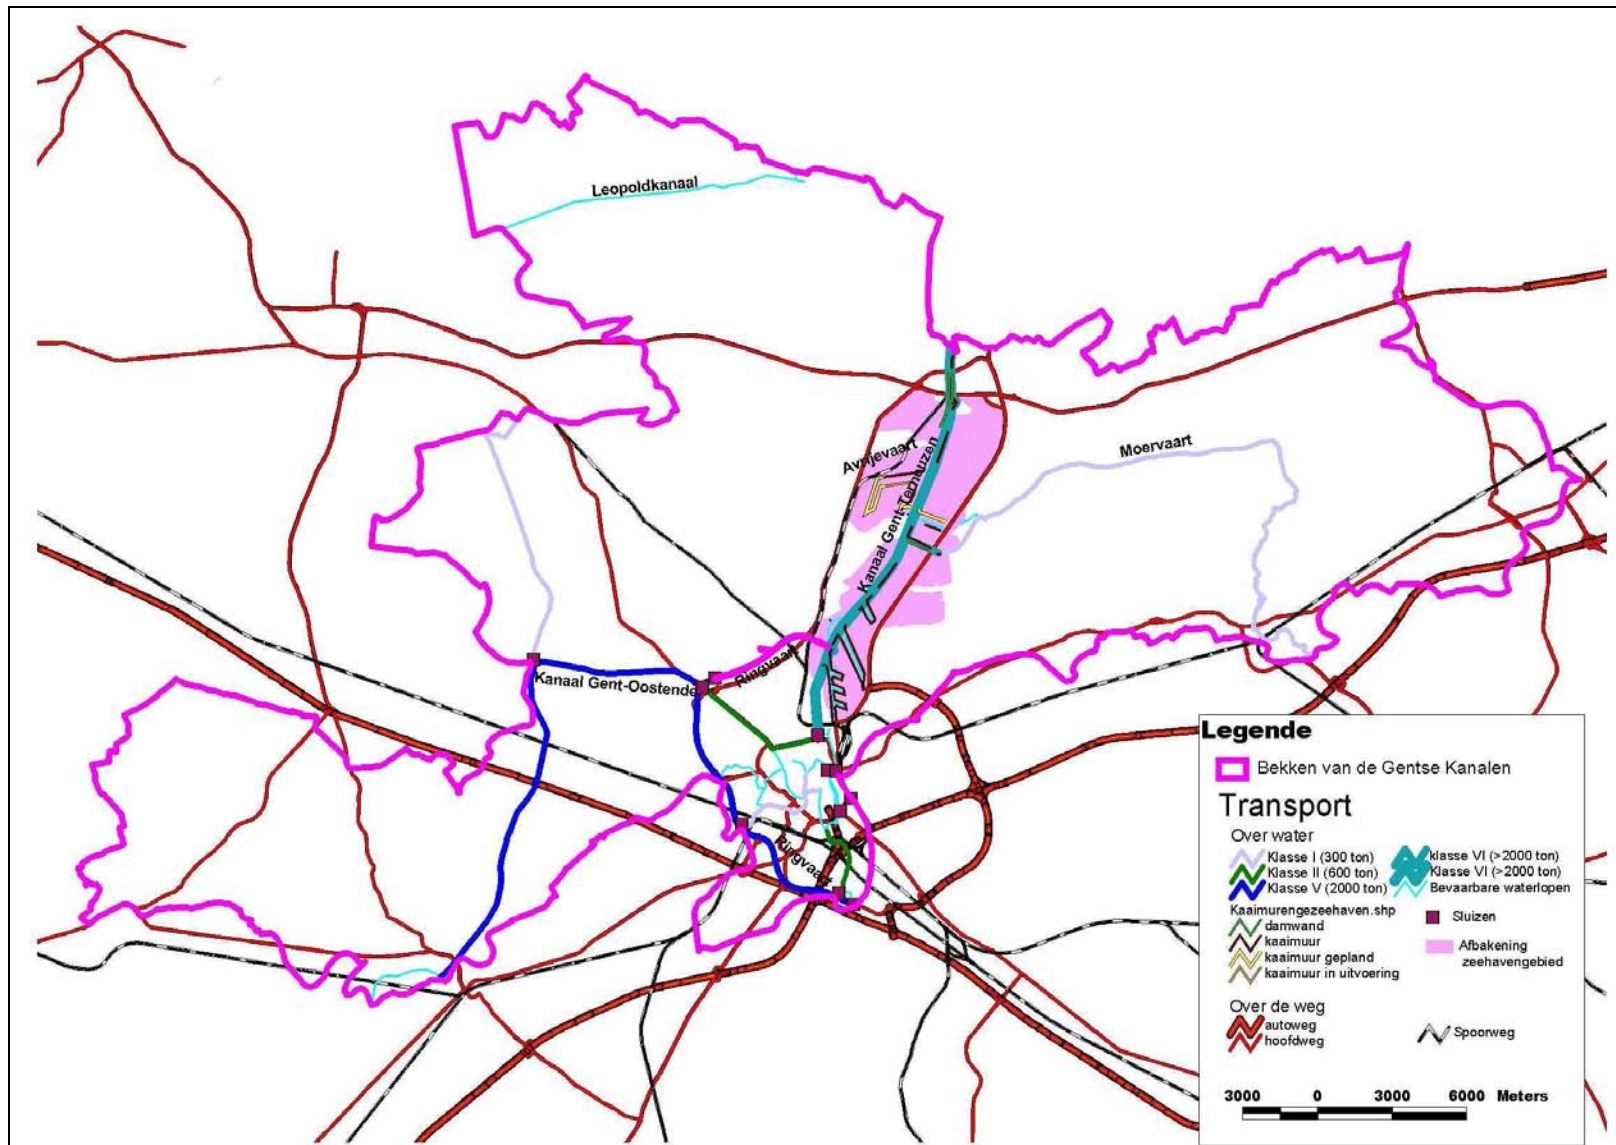 Leopoldkanaal
Avrijevaart
Moervaart
Kanaal Gent-Terneuzen
Kanaal Gent-Oostende
Ringvaart
Ringvaart
Legende
Bekken van de Gentse Kanalen
Transport
Over water
Klasse I (300 ton)
Klasse II (600 ton)
Klasse V (2000 ton)
klasse VI (>2000 ton)
Klasse VI (>2000 ton)
Bevaarbare waterlopen
Kaaimurengezeehaven.shp
damwand
kaaimuur
kaaimuur gepland
kaaimuur in uitvoering
Sluizen
Afbakening
zeehavengebied
Over de weg
autoweg
hoofdweg
Spoorweg
3000 0 3000 6000 Meters